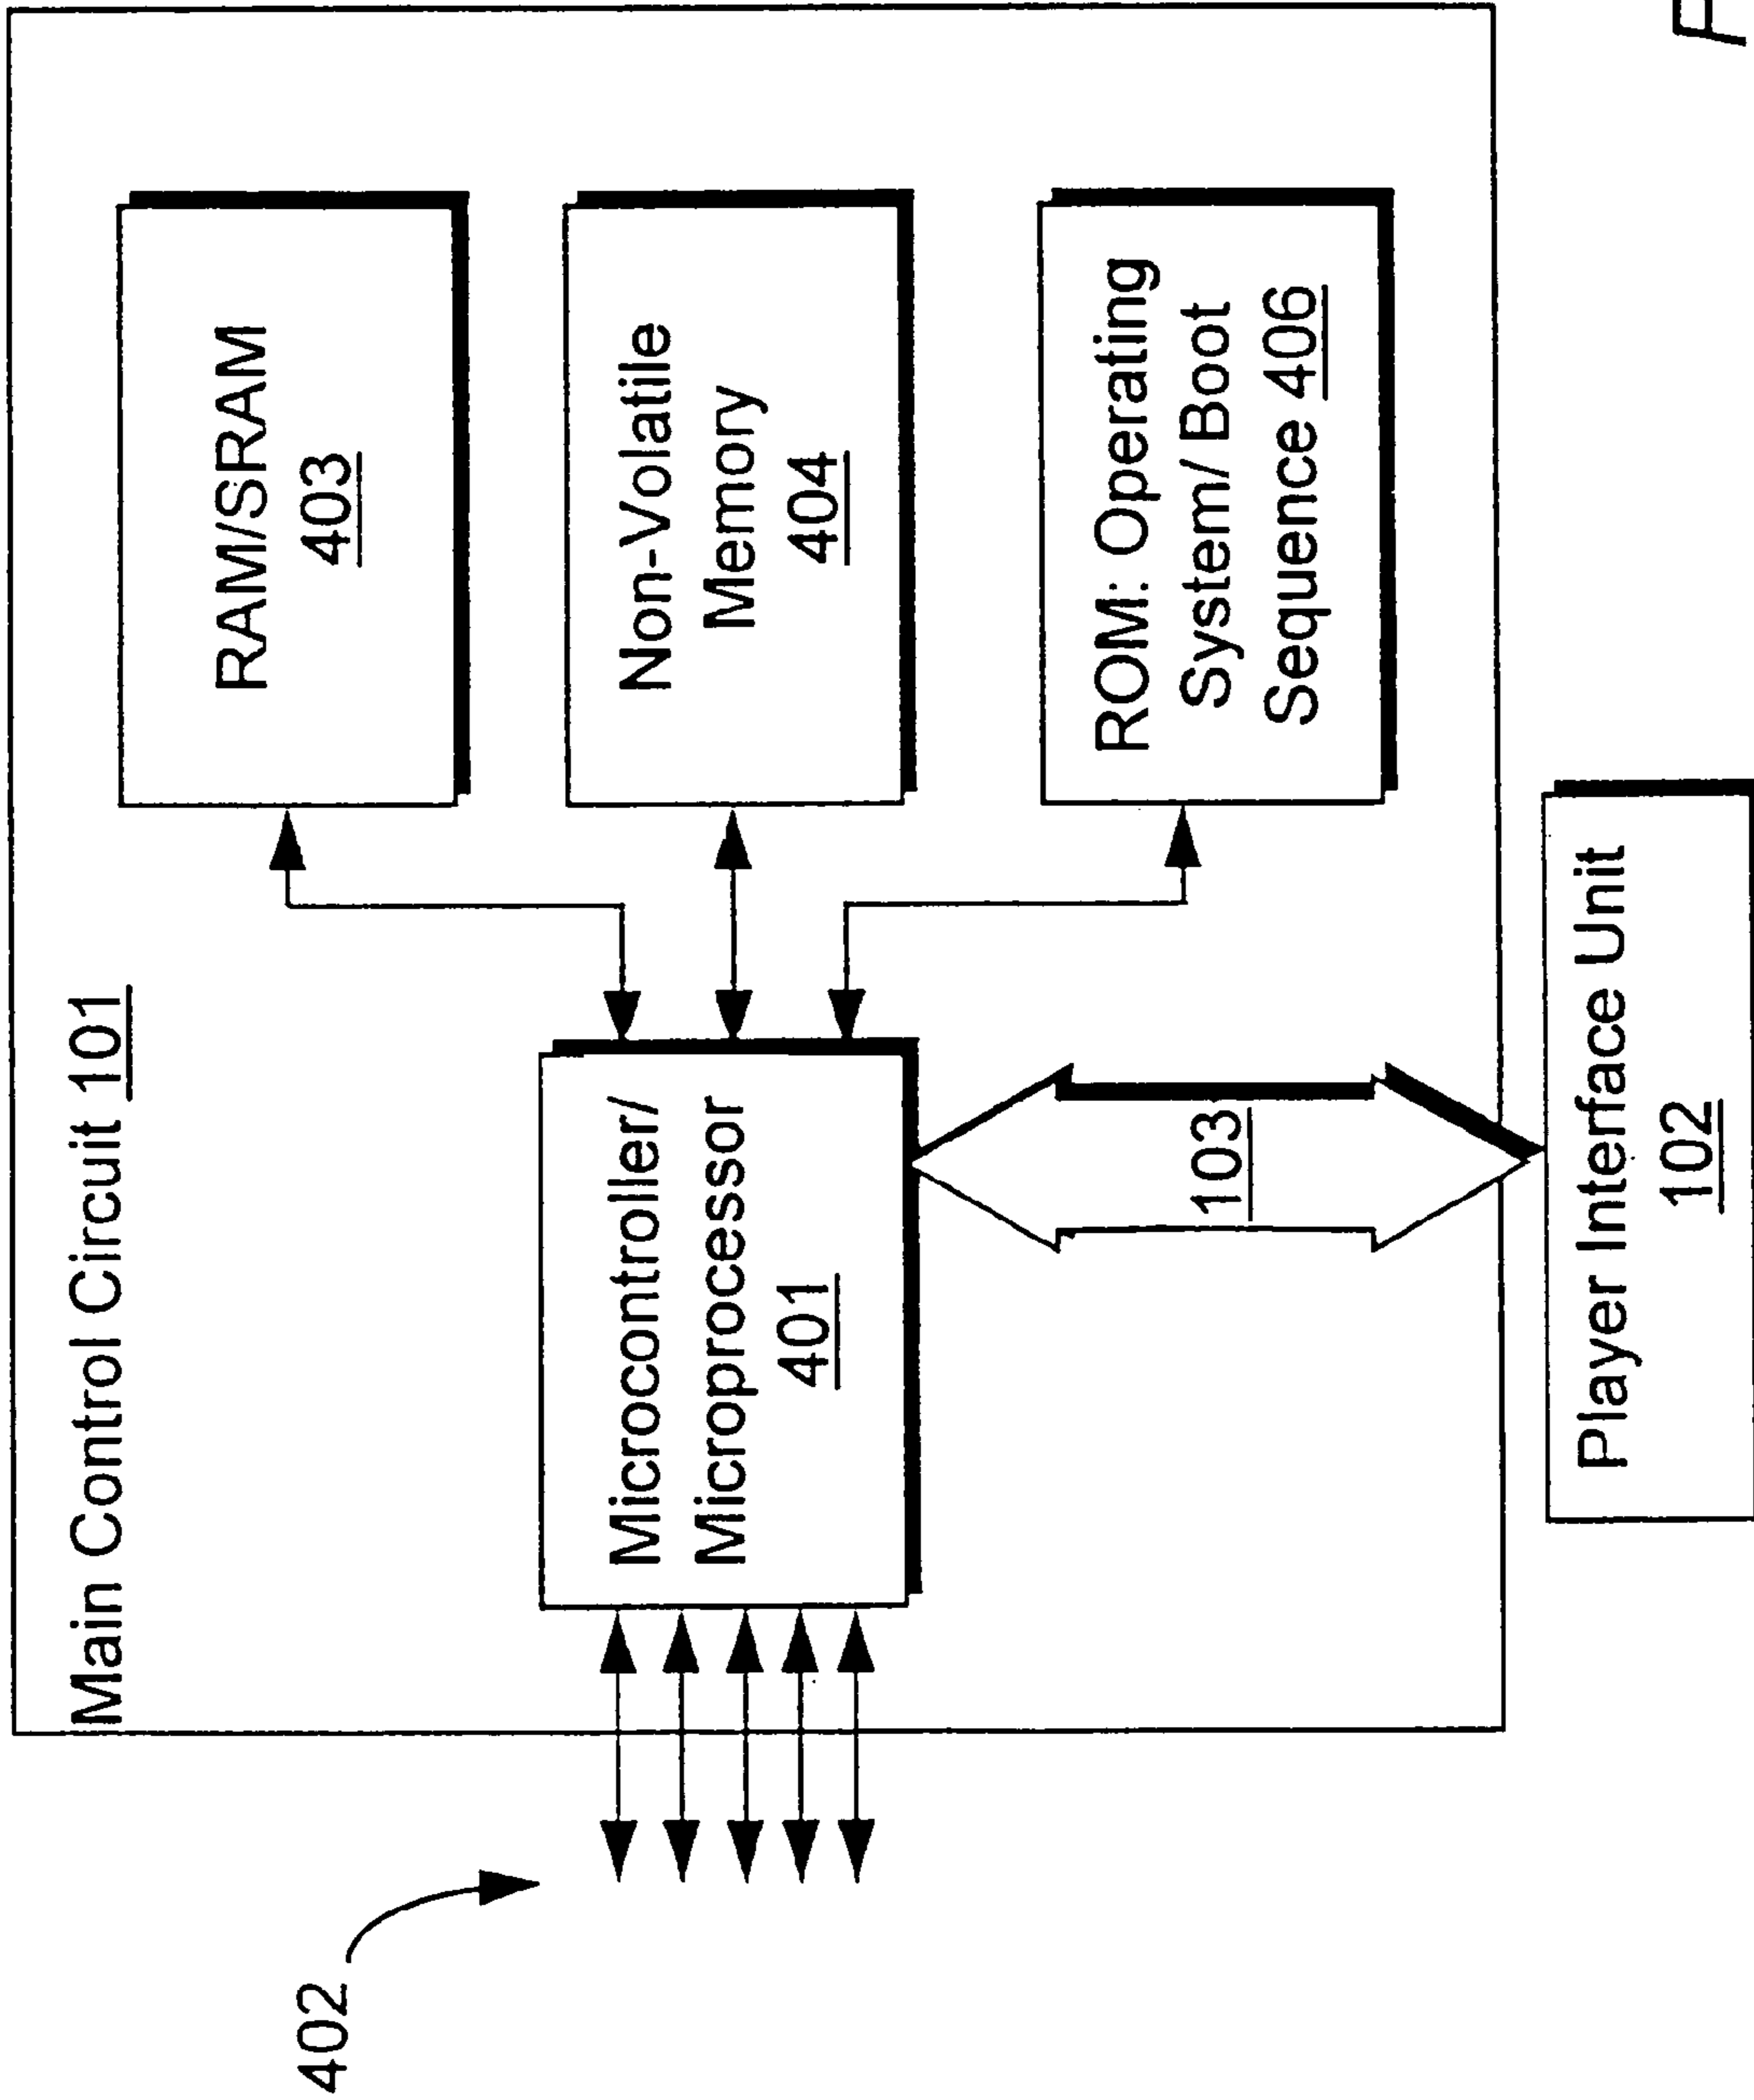 Main Control Circuit 101
402
Microcontroller/
Microprocessor
401
RAM/SRAM
403
Non-Volatile
Memory
404
ROM: Operating
System/ Boot
Sequence 406
103
Player Interface Unit
102